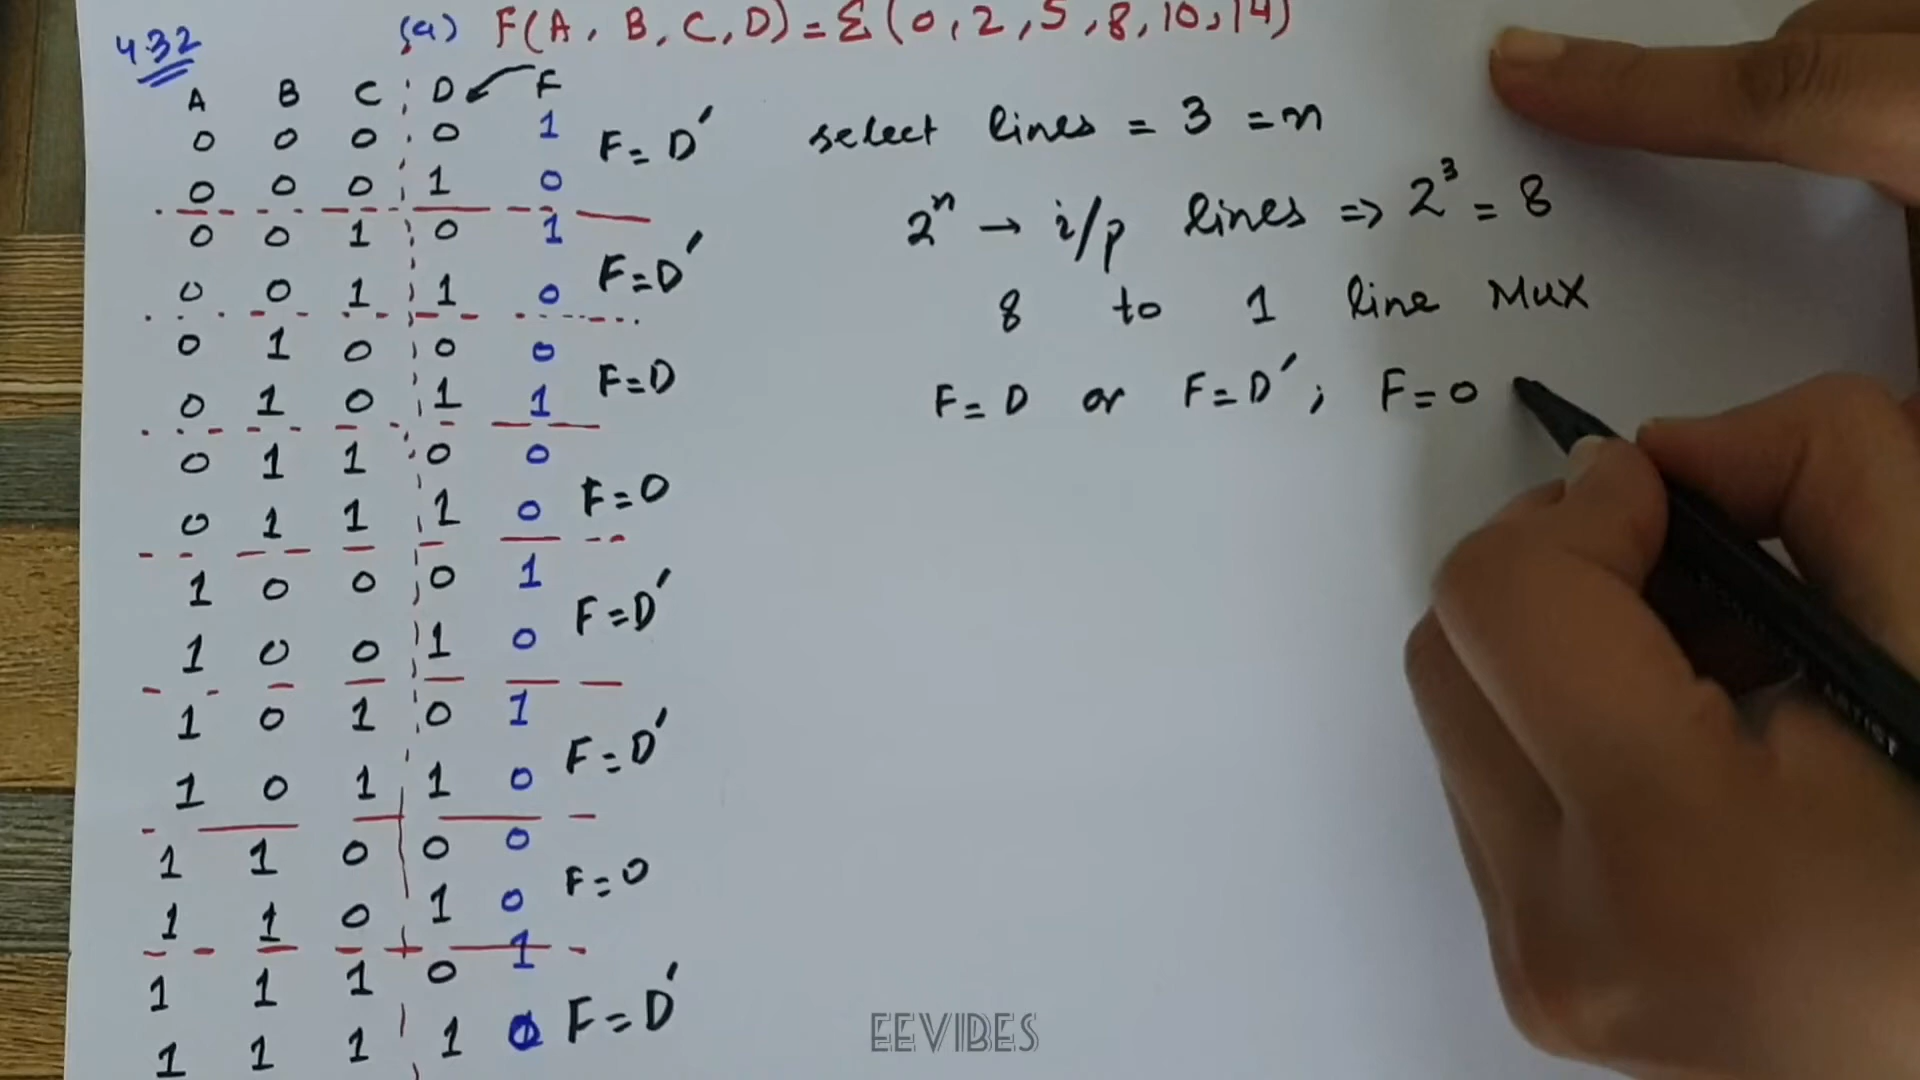 4.32 (a) F(A, B, C, D) = Σ(0, 2, 5, 8, 10, 14)
A B C D F
0 0 0 0 1
F = D'
0 0 0 1 0
0 0 1 0 1
F = D'
0 0 1 1 0
0 1 0 0 0
F = D
0 1 0 1 1
0 1 1 0 0
F = 0
0 1 1 1 0
1 0 0 0 1
F = D'
1 0 0 1 0
1 0 1 0 1
F = D'
1 0 1 1 0
1 1 0 0 0
F = 0
1 1 0 1 0
1 1 1 0 1
F = D'
1 1 1 1 0
select lines = 3 = n
2ⁿ → i/p lines => 2³ = 8
8 to 1 line MUX
F = D or F = D' ; F = 0
EEVIBES